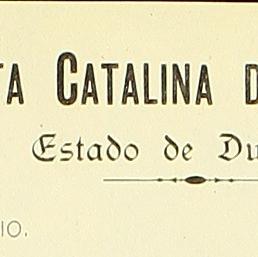 TA CATALINA D
Estado de Du
IO.